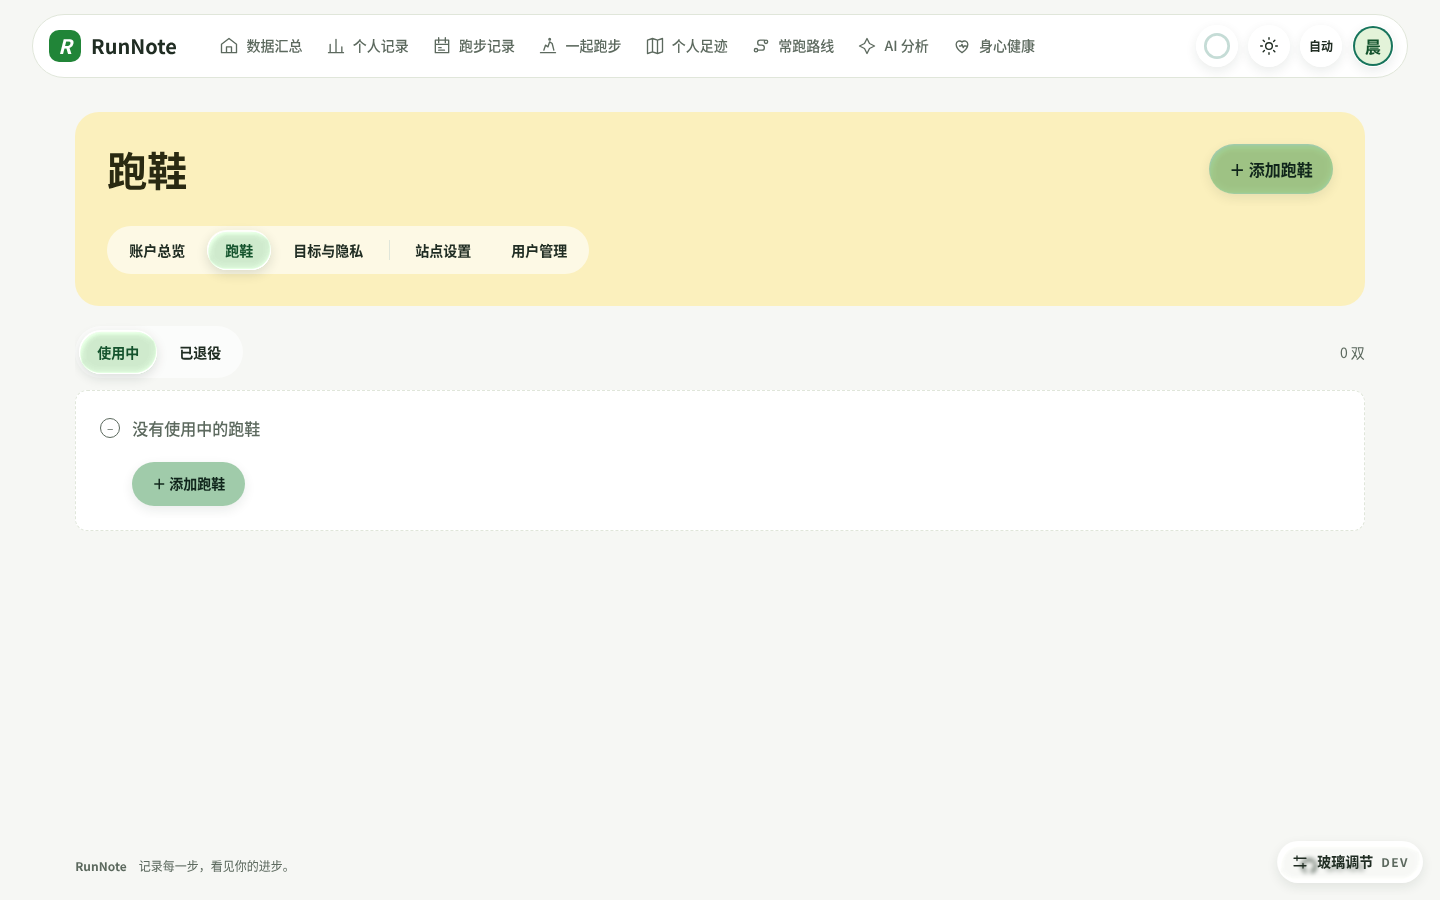 R RunNote 数据汇总 个人记录 跑步记录 一起跑步 个人足迹 常跑路线 AI 分析 身心健康 自动 晨
跑鞋
+ 添加跑鞋
账户总览 跑鞋 目标与隐私 站点设置 用户管理
使用中 已退役 0 双
没有使用中的跑鞋
+ 添加跑鞋
RunNote 记录每一步，看见你的进步。
玻璃调节 DEV